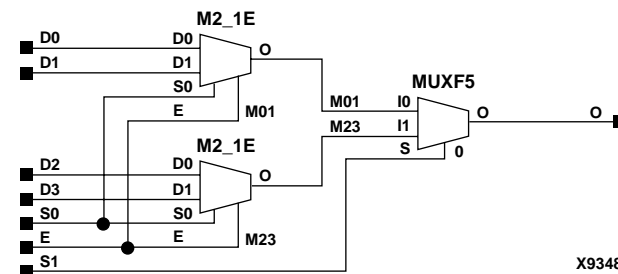 M2_1E
D0 D0
O
D1 D1
S0
MUXF5
E M01
M01 I0
O O
M23 I1
M2_1E
S 0
D2 D0
O
D3 D1
S0 S0
E E M23
S1
X9348